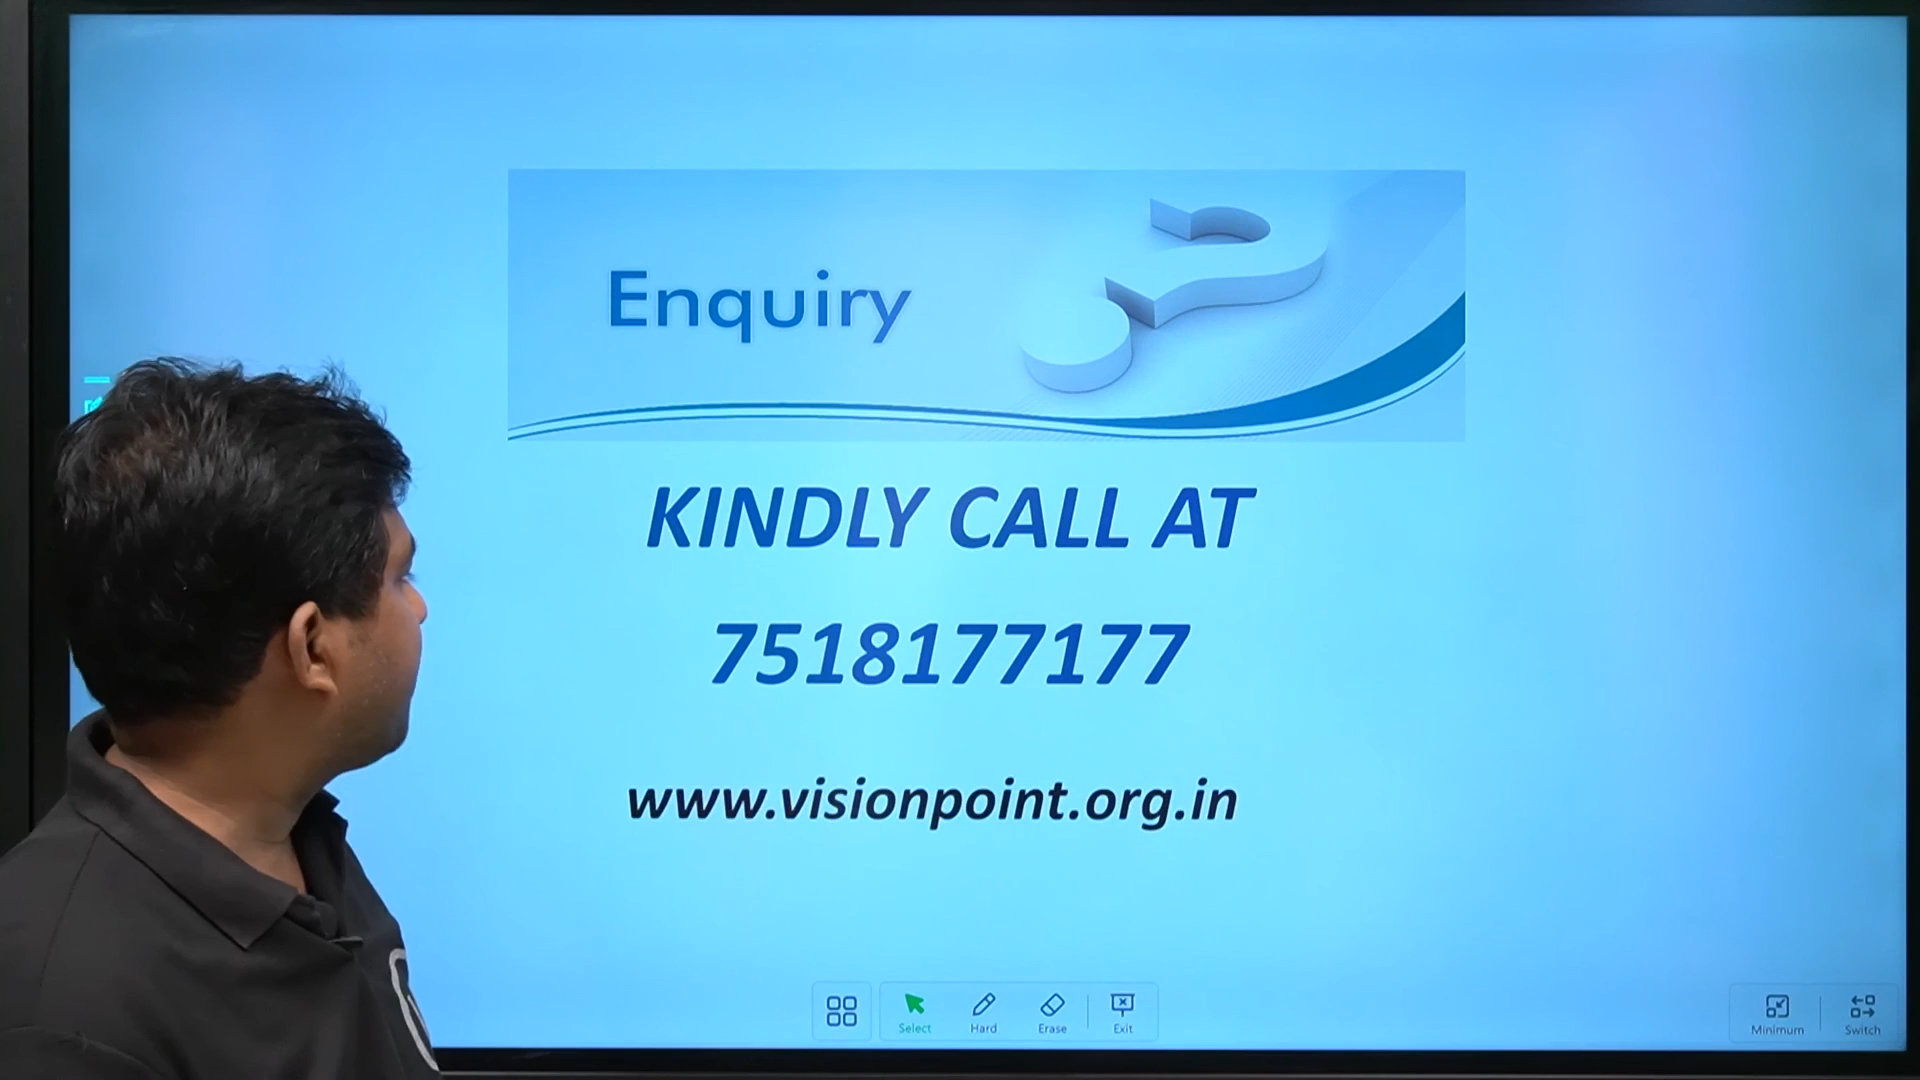 Enquiry
KINDLY CALL AT
7518177177
www.visionpoint.org.in
Select Hard Erase Exit
Minimum Switch